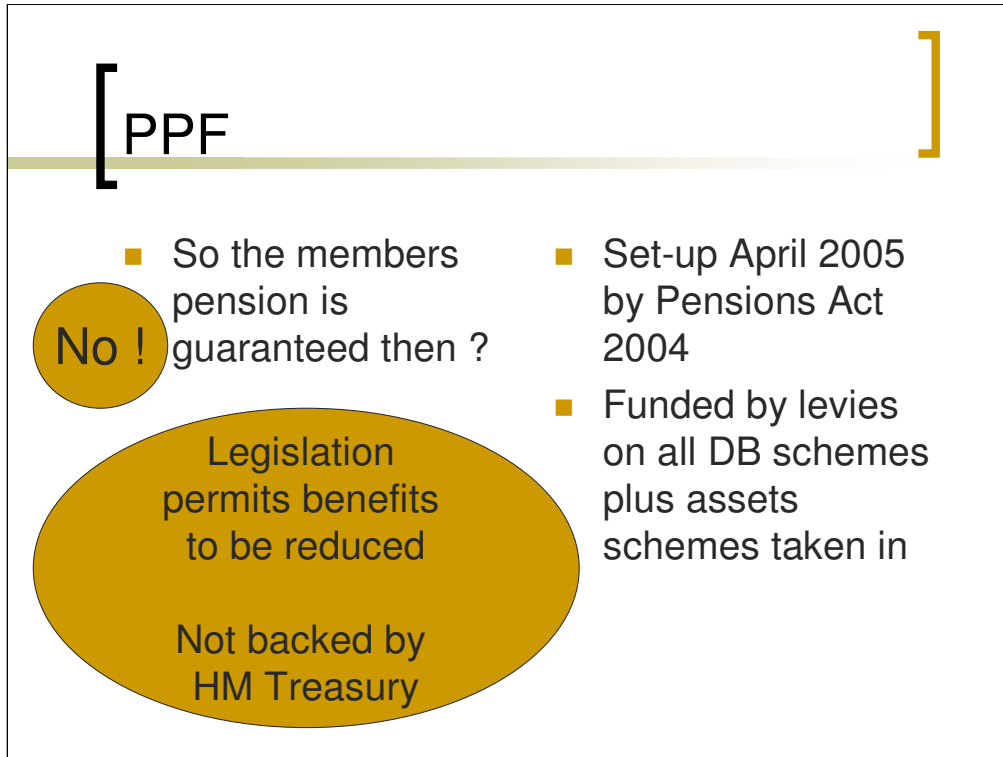 PPF
So the members
pension is
guaranteed then ?
No !
Legislation
permits benefits
to be reduced
Not backed by
HM Treasury
Set-up April 2005
by Pensions Act
2004
Funded by levies
on all DB schemes
plus assets
schemes taken in